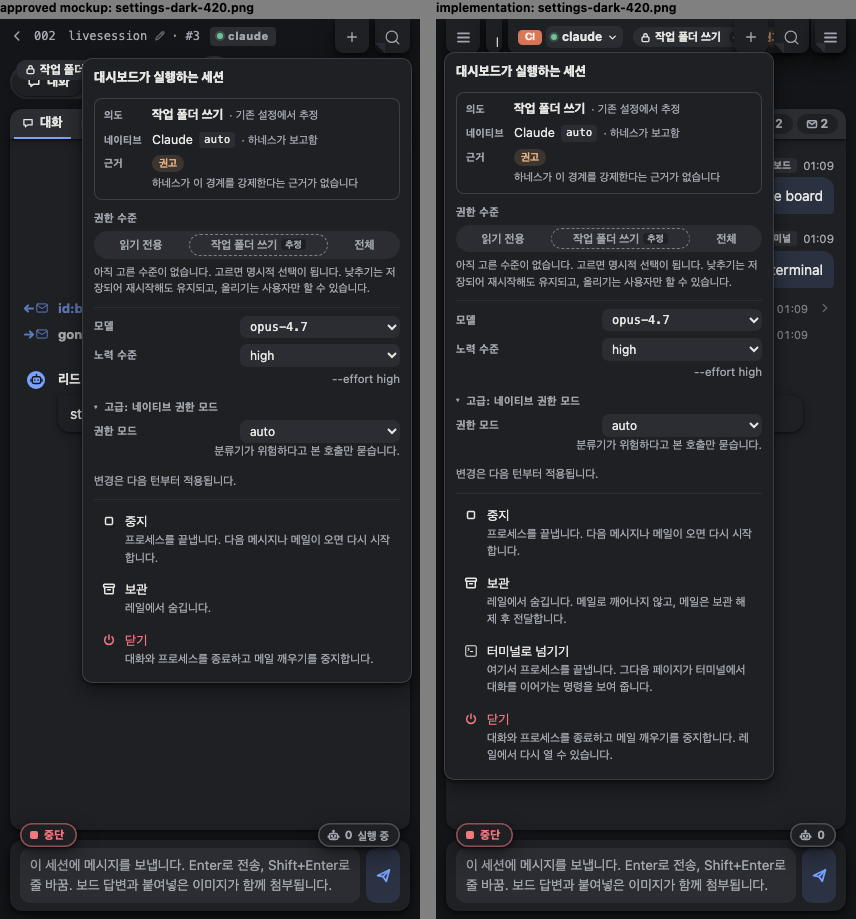 approved mockup: settings-dark-420.png
002 livesession · #3 claude
작업 폴더
대화
대화
id:b
gon
리드
st
대시보드가 실행하는 세션
의도 작업 폴더 쓰기 · 기존 설정에서 추정
네이티브 Claude auto · 하네스가 보고함
근거 권고
하네스가 이 경계를 강제한다는 근거가 없습니다
권한 수준
읽기 전용 작업 폴더 쓰기 추정 전체
아직 고른 수준이 없습니다. 고르면 명시적 선택이 됩니다. 낮추기는 저
장되어 재시작해도 유지되고, 올리기는 사용자만 할 수 있습니다.
모델 opus-4.7
노력 수준 high
--effort high
고급: 네이티브 권한 모드
권한 모드 auto
분류기가 위험하다고 본 호출만 묻습니다.
변경은 다음 턴부터 적용됩니다.
중지
프로세스를 끝냅니다. 다음 메시지나 메일이 오면 다시 시작
합니다.
보관
레일에서 숨깁니다.
닫기
대화와 프로세스를 종료하고 메일 깨우기를 중지합니다.
중단 0 실행 중
이 세션에 메시지를 보냅니다. Enter로 전송, Shift+Enter로
줄 바꿈. 보드 답변과 붙여넣은 이미지가 함께 첨부됩니다.
implementation: settings-dark-420.png
CI claude 작업 폴더 쓰기
2 2
보드 01:09
e board
미널 01:09
terminal
01:09
01:09
대시보드가 실행하는 세션
의도 작업 폴더 쓰기 · 기존 설정에서 추정
네이티브 Claude auto · 하네스가 보고함
근거 권고
하네스가 이 경계를 강제한다는 근거가 없습니다
권한 수준
읽기 전용 작업 폴더 쓰기 추정 전체
아직 고른 수준이 없습니다. 고르면 명시적 선택이 됩니다. 낮추기는 저
장되어 재시작해도 유지되고, 올리기는 사용자만 할 수 있습니다.
모델 opus-4.7
노력 수준 high
--effort high
고급: 네이티브 권한 모드
권한 모드 auto
분류기가 위험하다고 본 호출만 묻습니다.
변경은 다음 턴부터 적용됩니다.
중지
프로세스를 끝냅니다. 다음 메시지나 메일이 오면 다시 시작
합니다.
보관
레일에서 숨깁니다. 메일로 깨어나지 않고, 메일은 보관 해
제 후 전달합니다.
터미널로 넘기기
여기서 프로세스를 끝냅니다. 그다음 페이지가 터미널에서
대화를 이어가는 명령을 보여 줍니다.
닫기
대화와 프로세스를 종료하고 메일 깨우기를 중지합니다. 레
일에서 다시 열 수 있습니다.
중단 0
이 세션에 메시지를 보냅니다. Enter로 전송, Shift+Enter로
줄 바꿈. 보드 답변과 붙여넣은 이미지가 함께 첨부됩니다.